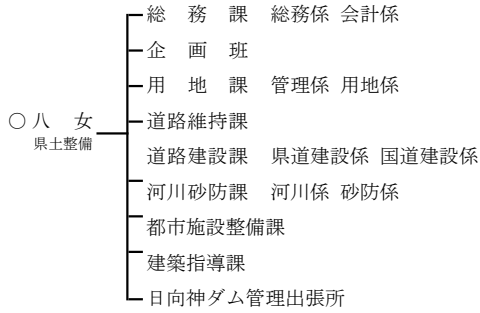 総務課 総務係 会計係
企画班
用地課 管理係 用地係
○八女
県土整備
道路維持課
道路建設課 県道建設係 国道建設係
河川砂防課 河川係 砂防係
都市施設整備課
建築指導課
日向神ダム管理出張所